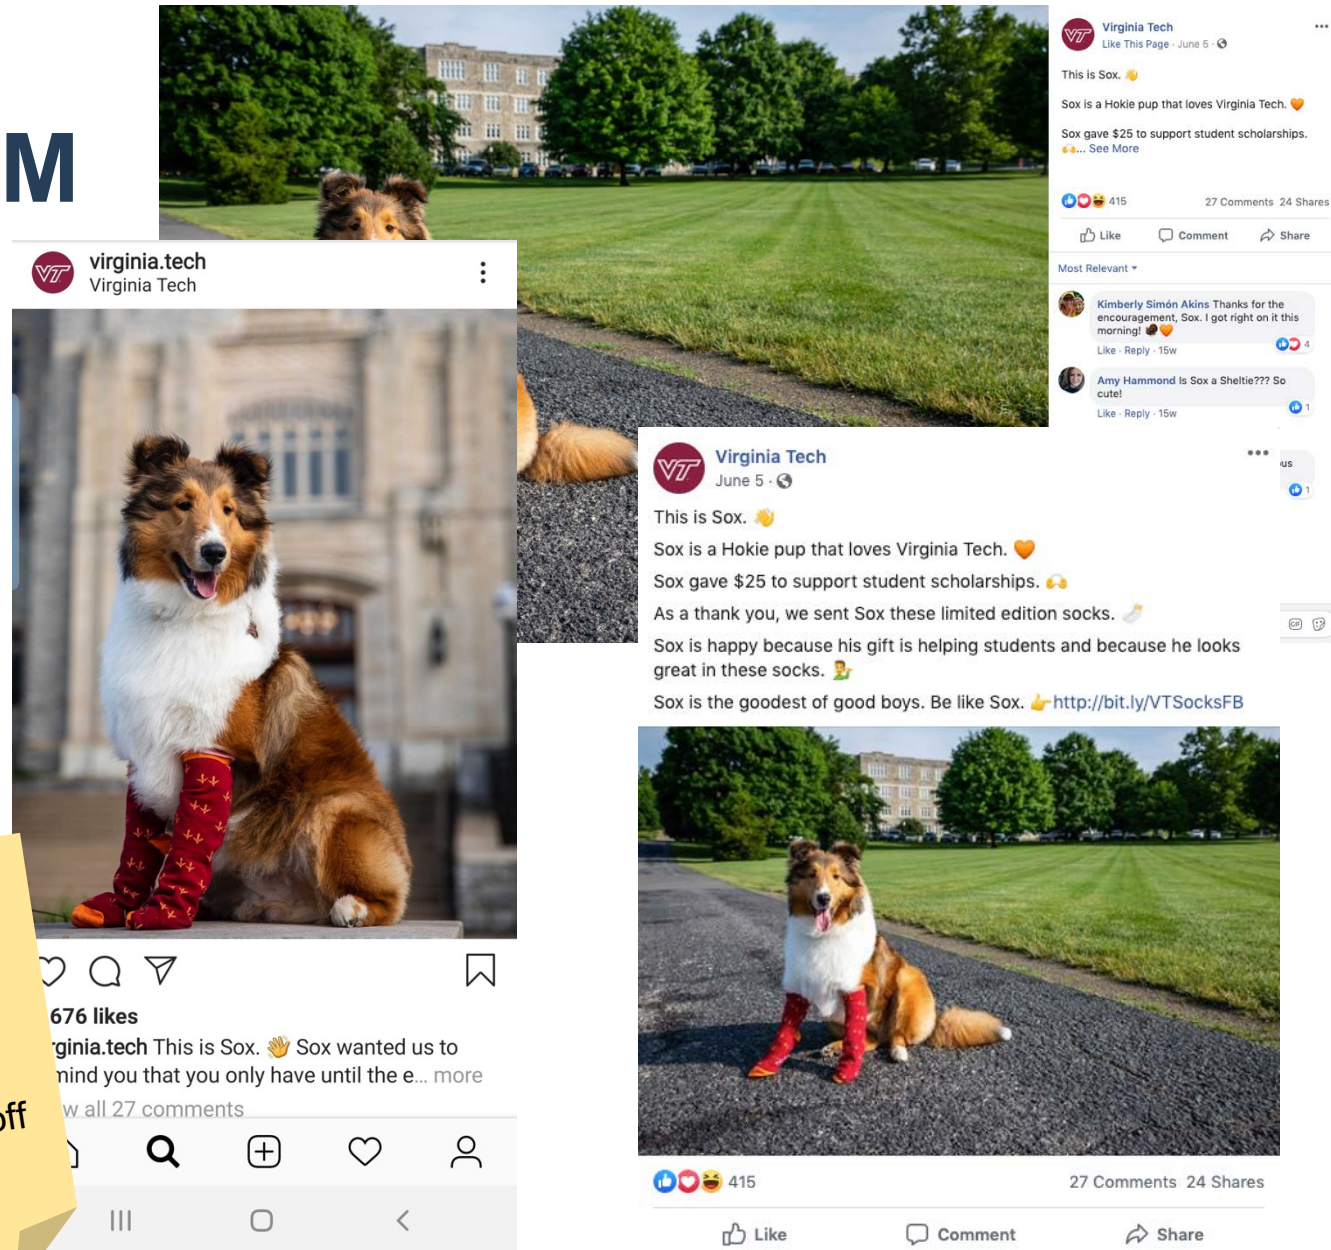 M
Virginia Tech
Like This Page · June 5
This is Sox. 👋
Sox is a Hokie pup that loves Virginia Tech. 🧡
Sox gave $25 to support student scholarships.
🙌... See More
415 27 Comments 24 Shares
Like Comment Share
Most Relevant
Kimberly Simón Akins Thanks for the
encouragement, Sox. I got right on it this
morning! 🦃🧡
Like · Reply · 15w 4
Amy Hammond Is Sox a Sheltie??? So
cute!
Like · Reply · 15w 1
1
GIF
VT
virginia.tech
Virginia Tech
676 likes
This is Sox. 👋 Sox wanted us to
you that you only have until the e... more
all 27 comments
off
VT
Virginia Tech
June 5
This is Sox. 👋
Sox is a Hokie pup that loves Virginia Tech. 🧡
Sox gave $25 to support student scholarships. 🙌
As a thank you, we sent Sox these limited edition socks. 🧦
Sox is happy because his gift is helping students and because he looks
great in these socks. 💁‍♂️
Sox is the goodest of good boys. Be like Sox. 👉http://bit.ly/VTSocksFB
415 27 Comments 24 Shares
Like Comment Share